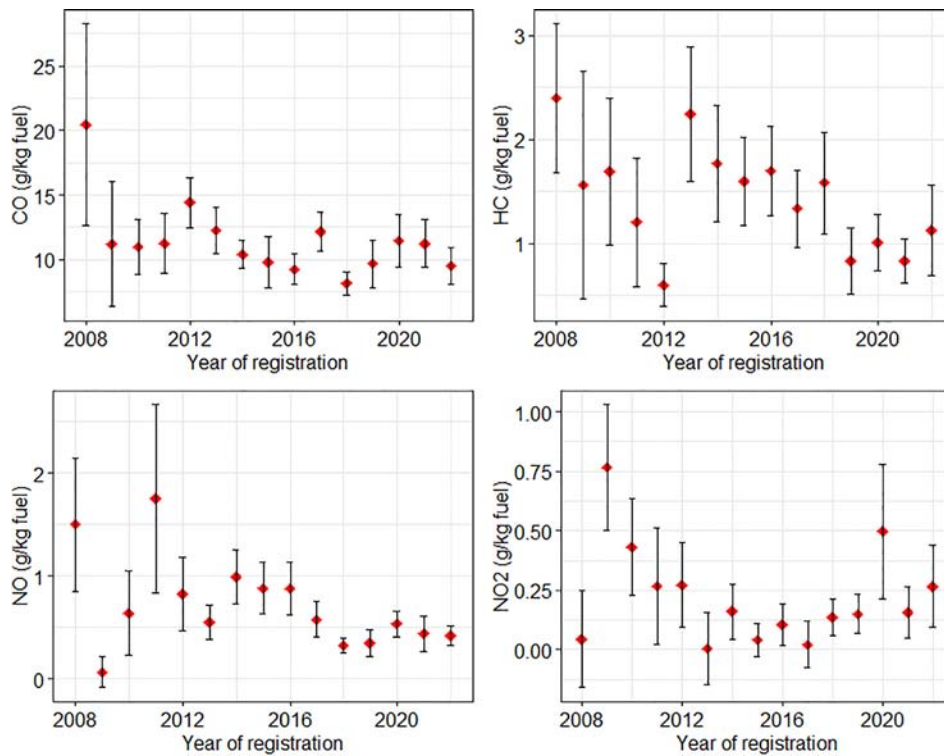 CO (g/kg fuel)
25
20
15
10
2008 2012 2016 2020
Year of registration
HC (g/kg fuel)
3
2
1
2008 2012 2016 2020
Year of registration
NO (g/kg fuel)
2
1
0
2008 2012 2016 2020
Year of registration
NO2 (g/kg fuel)
1.00
0.75
0.50
0.25
0.00
2008 2012 2016 2020
Year of registration